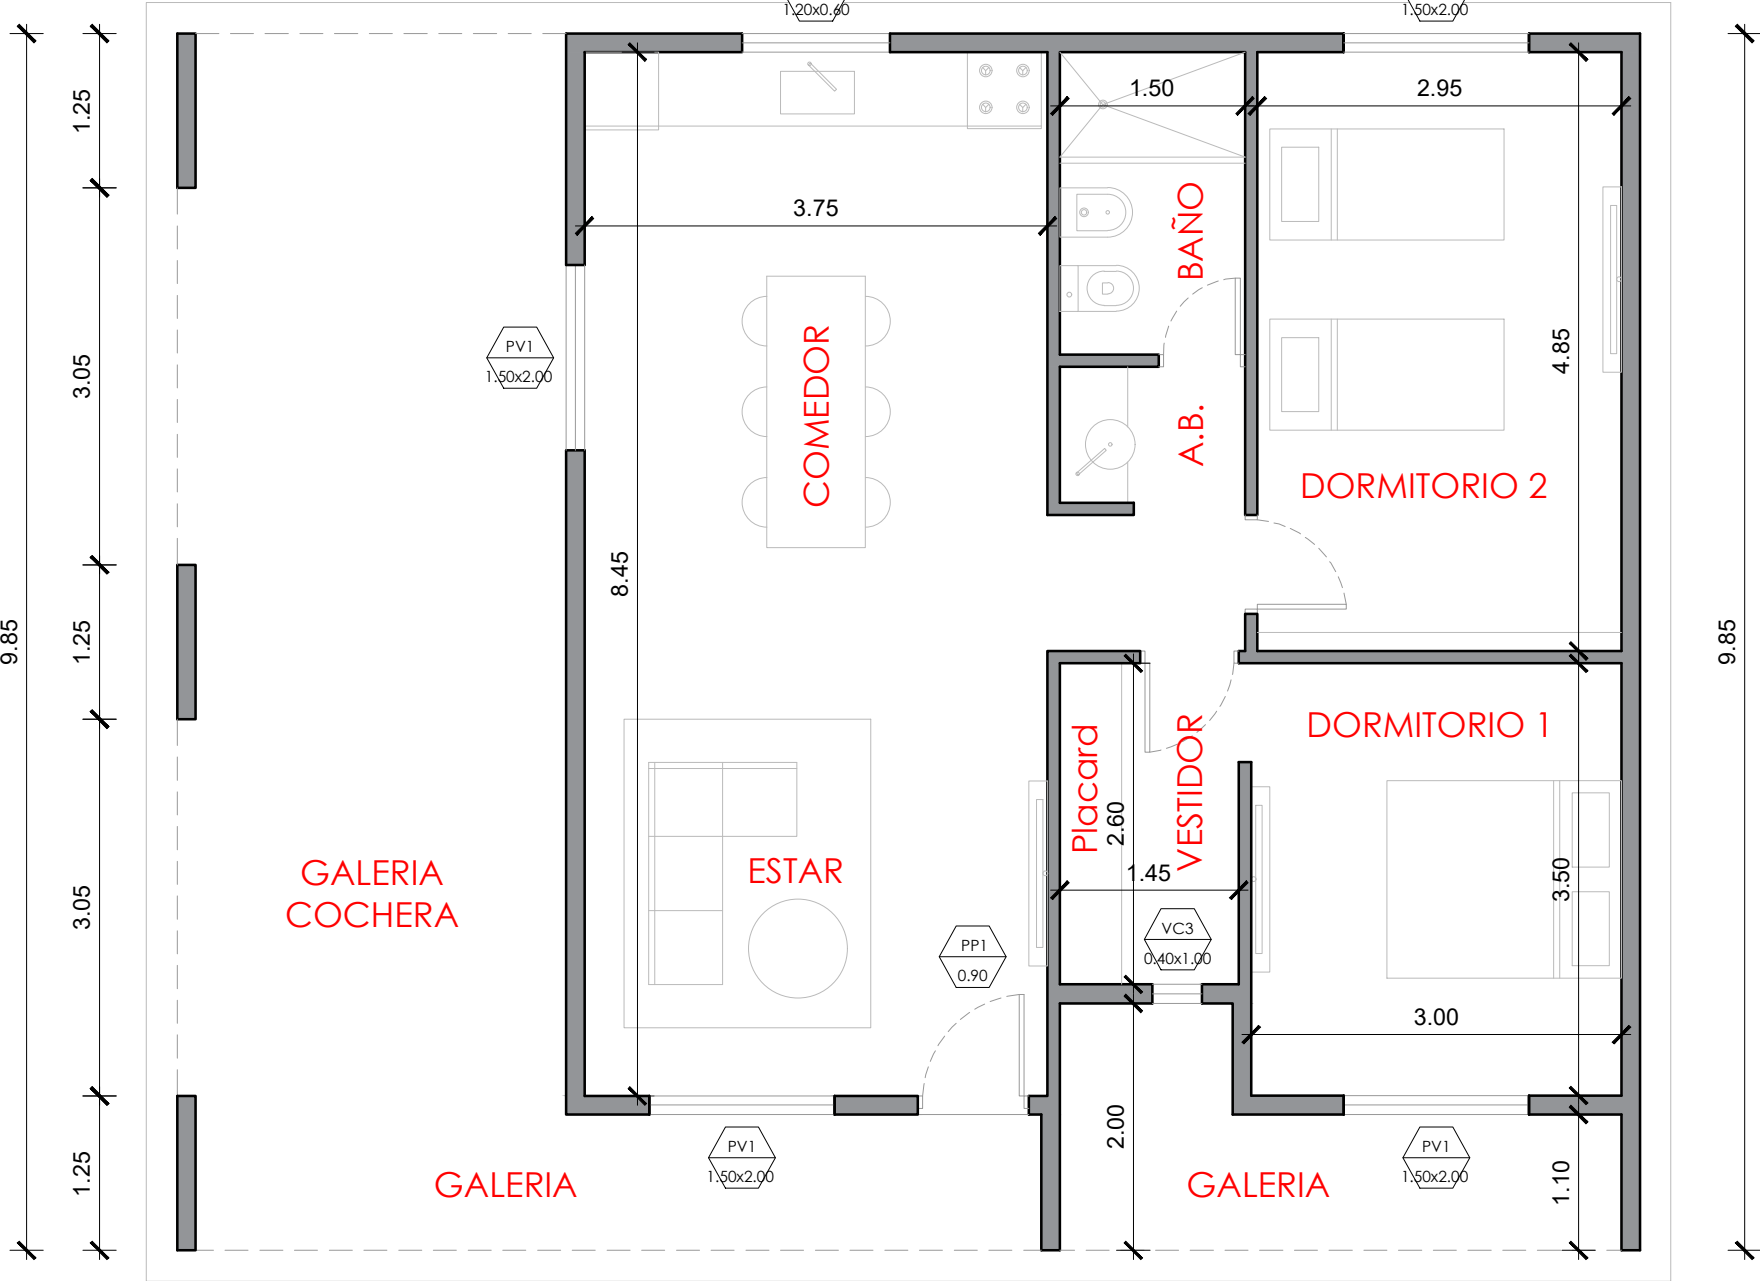 1.20x0.60
1.50x2.00
1.25
1.50
2.95
3.75
BAÑO
PV1
1.50x2.00
3.05
COMEDOR
4.85
A.B.
DORMITORIO 2
8.45
9.85
1.25
9.85
DORMITORIO 1
Placard
2.60
VESTIDOR
GALERIA
COCHERA
ESTAR
1.45
3.50
3.05
PP1
0.90
VC3
0.40x1.00
3.00
2.00
PV1
1.50x2.00
PV1
1.50x2.00
1.25
GALERIA
GALERIA
1.10